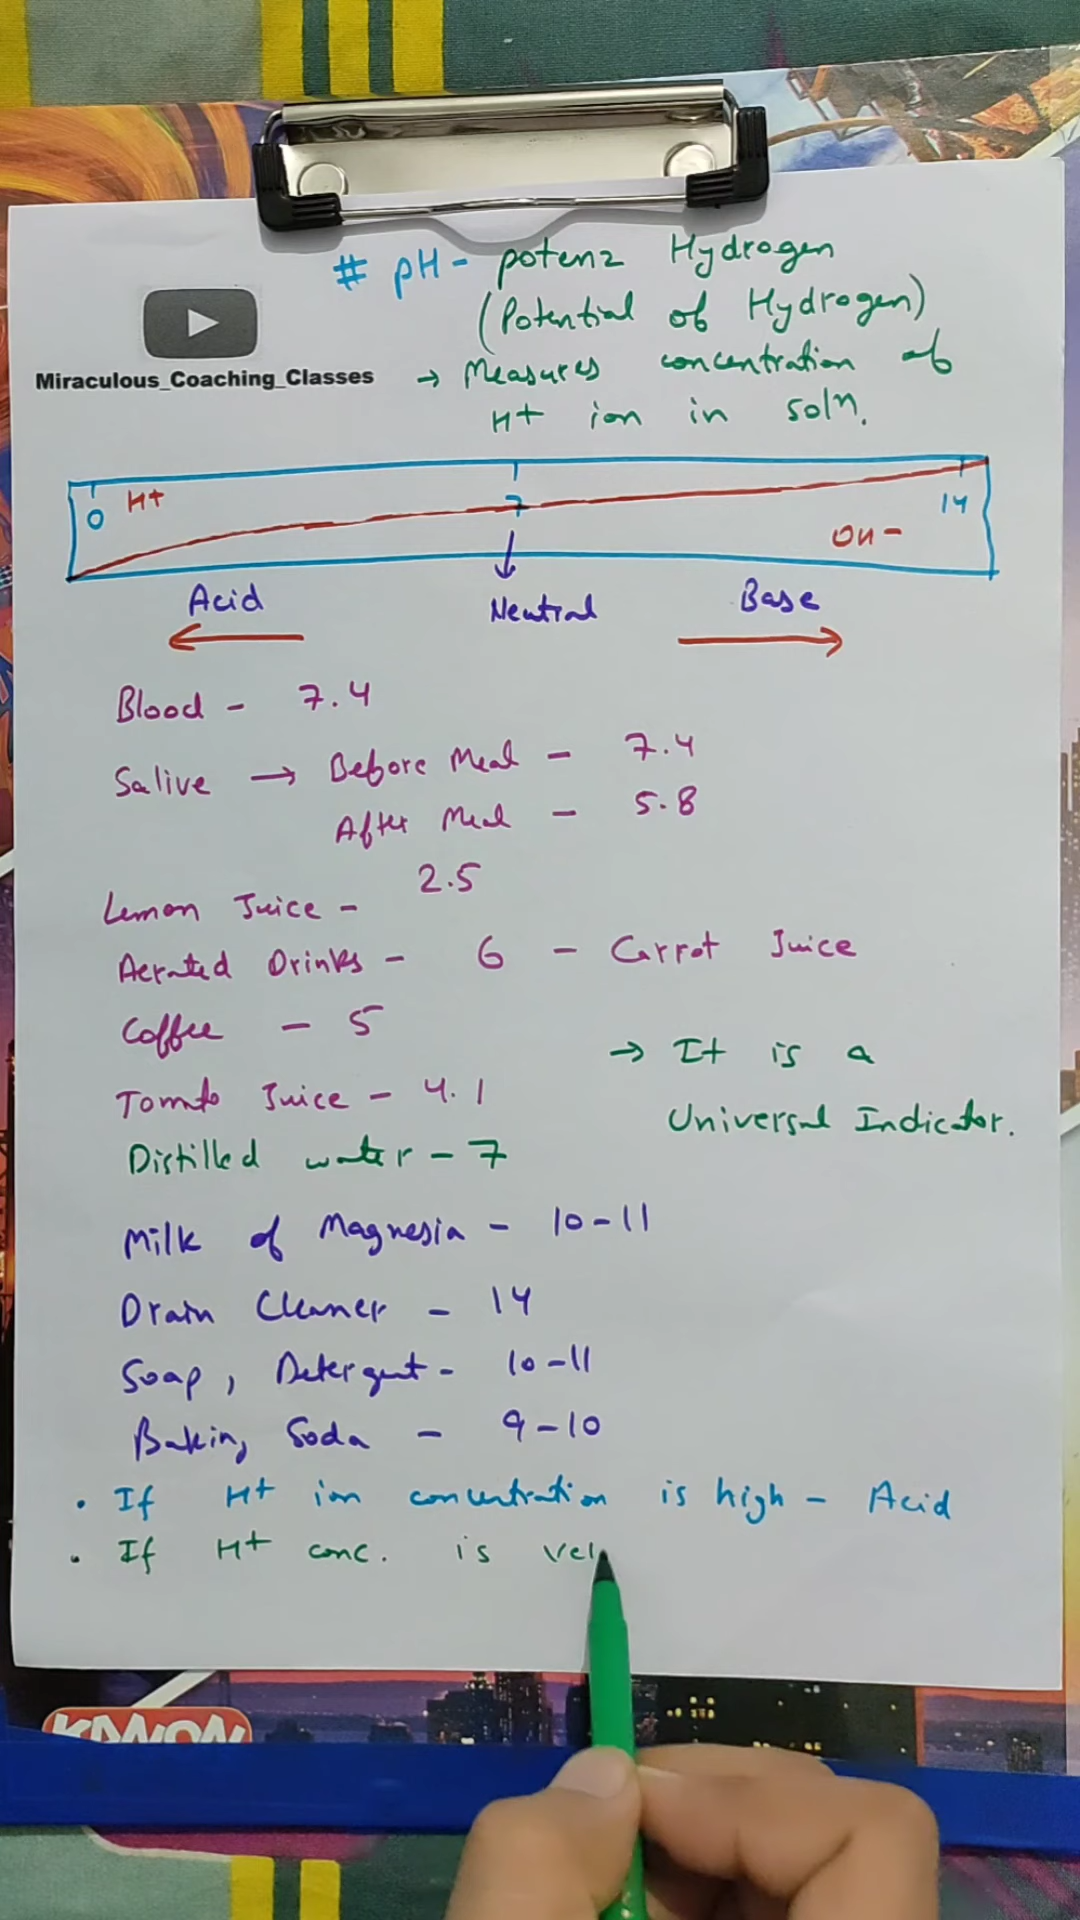 # pH - potenz Hydrogen
(Potential of Hydrogen)
Miraculous_Coaching_Classes
→ Measures concentration of
H+ ion in soln.
0 H+ 7 14
OH-
Acid Neutral Base
Blood - 7.4
Salive → Before Meal - 7.4
After Meal - 5.8
Lemon Juice - 2.5
Aerated Drinks - 6 - Carrot Juice
Coffee - 5
→ It is a
Tomato Juice - 4.1
Universal Indicator.
Distilled water - 7
Milk of Magnesia - 10-11
Drain Cleaner - 14
Soap, Detergent - 10-11
Baking Soda - 9-10
• If H+ ion concentration is high - Acid
• If H+ conc. is